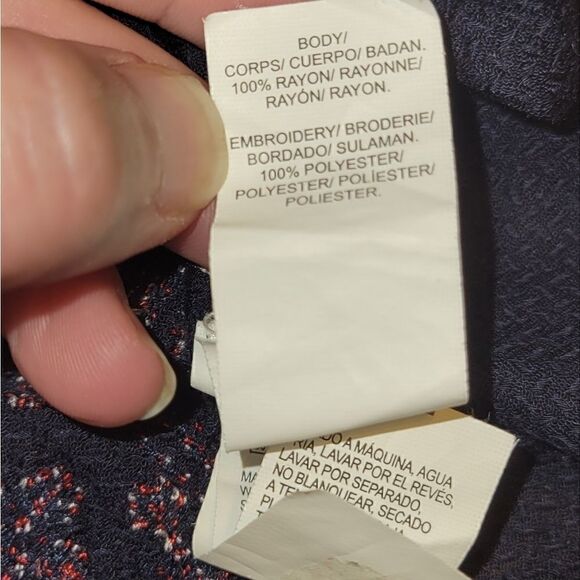 BODY/
CORPS/ CUERPO/ BADAN.
100% RAYON/ RAYONNE/
RAYÓN/ RAYON.
EMBROIDERY/ BRODERIE/
BORDADO/ SULAMAN.
100% POLYESTER/
POLYESTER/ POLÍESTER/
POLIESTER.
A MÁQUINA. AGUA
LAVAR POR EL REVÉS,
LAVAR POR SEPARADO,
NO BLANQUEAR, SECADO